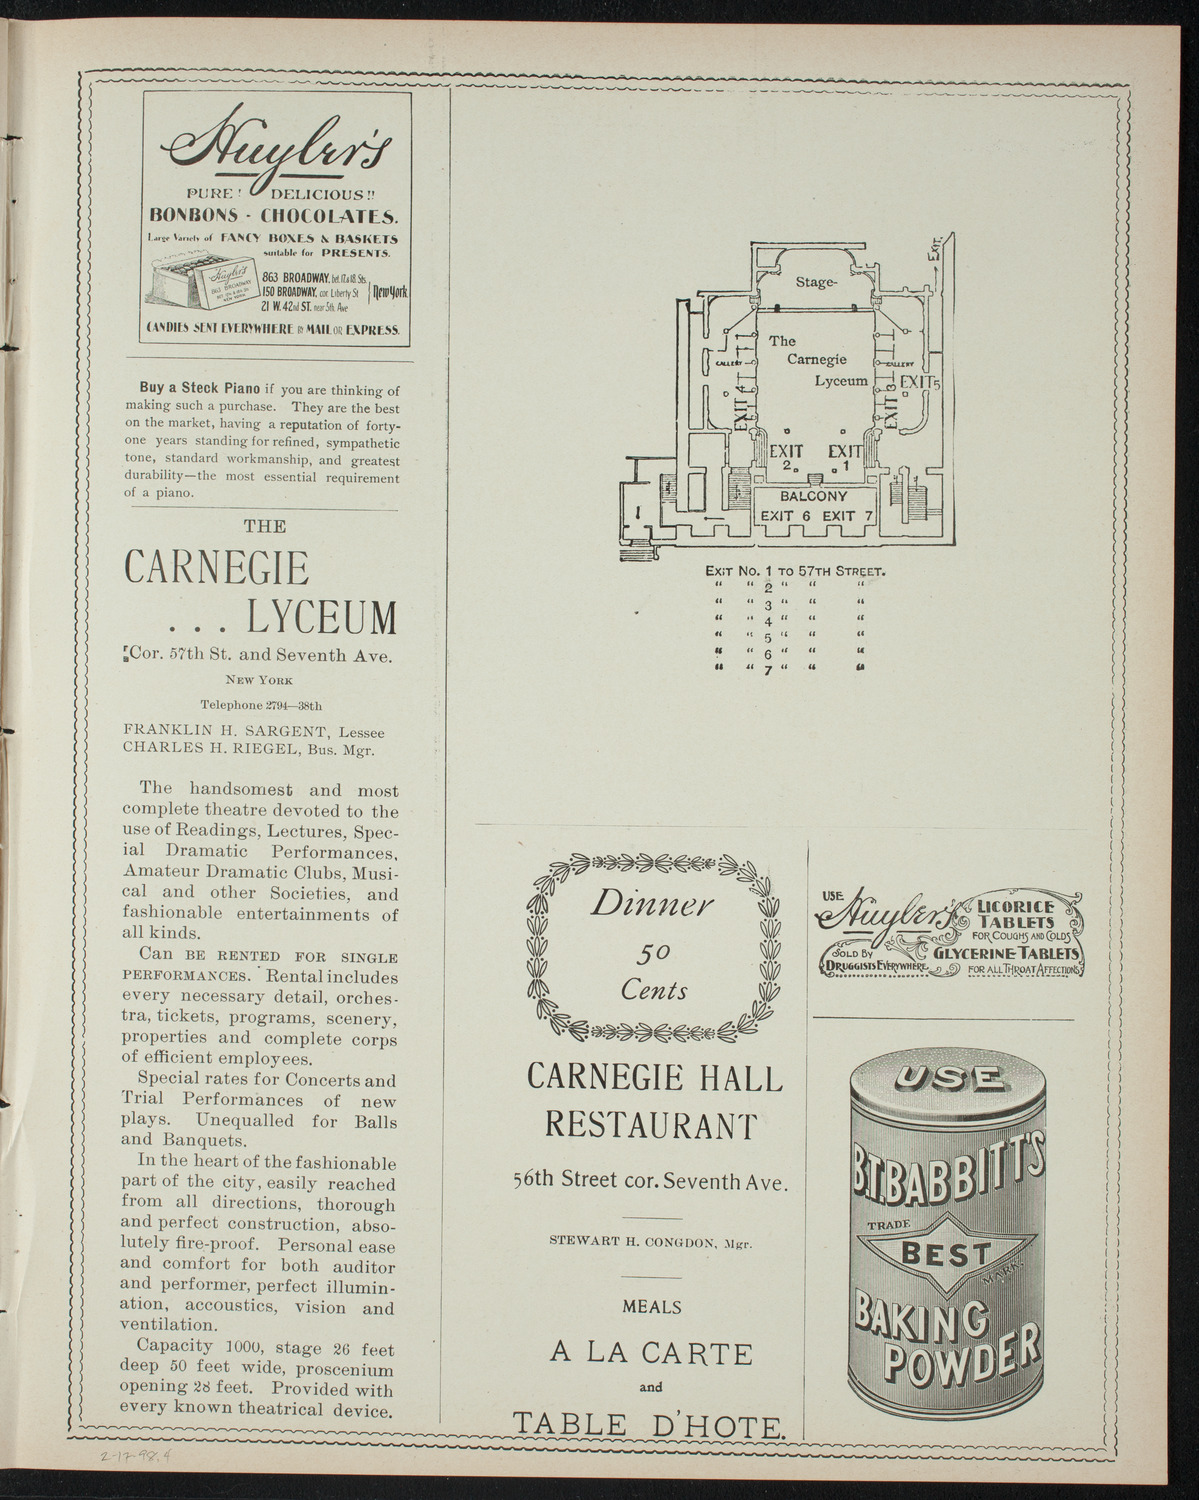 Huyler's
PURE! DELICIOUS!!
BONBONS - CHOCOLATES.
Large Variety of FANCY BOXES & BASKETS
suitable for PRESENTS.
Huyler's
863 BROADWAY
NEW YORK
863 BROADWAY, bet. 17 & 18 Sts.
150 BROADWAY, cor. Liberty St
21 W. 42nd ST. near 5th Ave
New York
CANDIES SENT EVERYWHERE BY MAIL OR EXPRESS.
Buy a Steck Piano if you are thinking of
making such a purchase. They are the best
on the market, having a reputation of forty-
one years standing for refined, sympathetic
tone, standard workmanship, and greatest
durability—the most essential requirement
of a piano.
THE
CARNEGIE
... LYCEUM
Cor. 57th St. and Seventh Ave.
NEW YORK
Telephone 2794—38th
FRANKLIN H. SARGENT, Lessee
CHARLES H. RIEGEL, Bus. Mgr.
The handsomest and most
complete theatre devoted to the
use of Readings, Lectures, Spec-
ial Dramatic Performances,
Amateur Dramatic Clubs, Musi-
cal and other Societies, and
fashionable entertainments of
all kinds.
Can BE RENTED FOR SINGLE
PERFORMANCES. Rental includes
every necessary detail, orches-
tra, tickets, programs, scenery,
properties and complete corps
of efficient employees.
Special rates for Concerts and
Trial Performances of new
plays. Unequalled for Balls
and Banquets.
In the heart of the fashionable
part of the city, easily reached
from all directions, thorough
and perfect construction, abso-
lutely fire-proof. Personal ease
and comfort for both auditor
and performer, perfect illumin-
ation, accoustics, vision and
ventilation.
Capacity 1000, stage 26 feet
deep 50 feet wide, proscenium
opening 28 feet. Provided with
every known theatrical device.
EXIT.
Stage-
The
Carnegie
Lyceum
GALLERY
GALLERY
EXIT 4
EXIT 3
EXIT 5
EXIT 2
EXIT 1
BALCONY
EXIT 6 EXIT 7
EXIT No. 1 TO 57TH STREET.
“ “ 2 “ “ “
“ “ 3 “ “ “
“ “ 4 “ “ “
“ “ 5 “ “ “
“ “ 6 “ “ “
“ “ 7 “ “ “
Dinner
50
Cents
CARNEGIE HALL
RESTAURANT
56th Street cor. Seventh Ave.
STEWART H. CONGDON, Mgr.
MEALS
A LA CARTE
and
TABLE D'HOTE.
USE
Huyler's
LICORICE
TABLETS
FOR COUGHS AND COLDS
GLYCERINE TABLETS
FOR ALL THROAT AFFECTIONS
SOLD BY
DRUGGISTS EVERYWHERE
USE
B.T. BABBITT'S
TRADE
BEST
MARK.
BAKING
POWDER
2-17-98.4